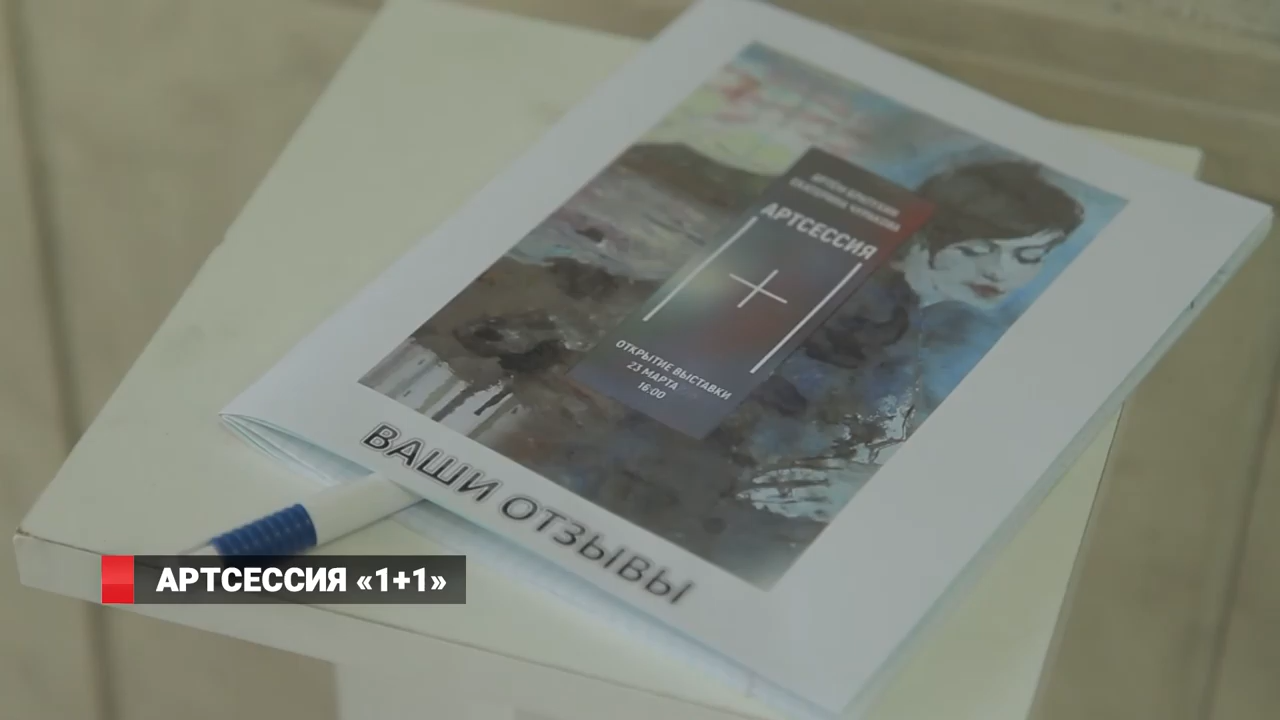 АРТСЕССИЯ
ОТКРЫТИЕ ВЫСТАВКИ
23 МАРТА
16:00
ВАШИ ОТЗЫВЫ
АРТСЕССИЯ «1+1»